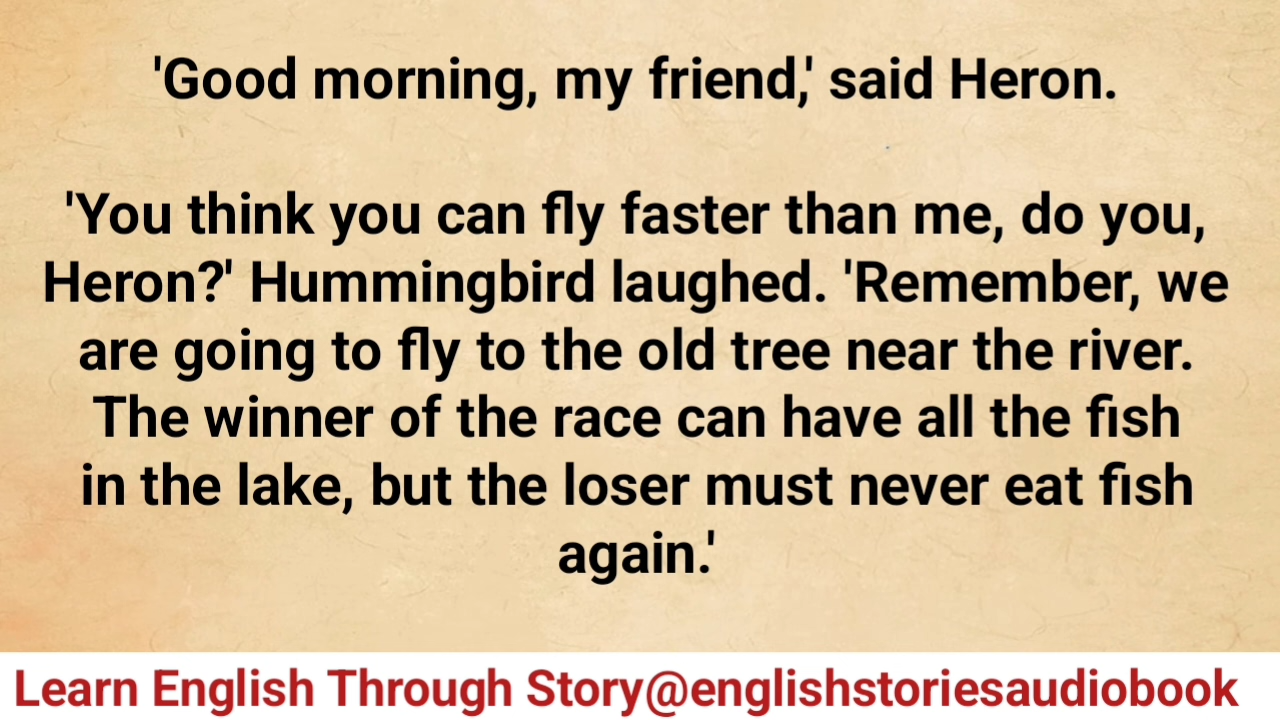 'Good morning, my friend,' said Heron.
'You think you can fly faster than me, do you,
Heron?' Hummingbird laughed. 'Remember, we
are going to fly to the old tree near the river.
The winner of the race can have all the fish
in the lake, but the loser must never eat fish
again.'
Learn English Through Story@englishstoriesaudiobook